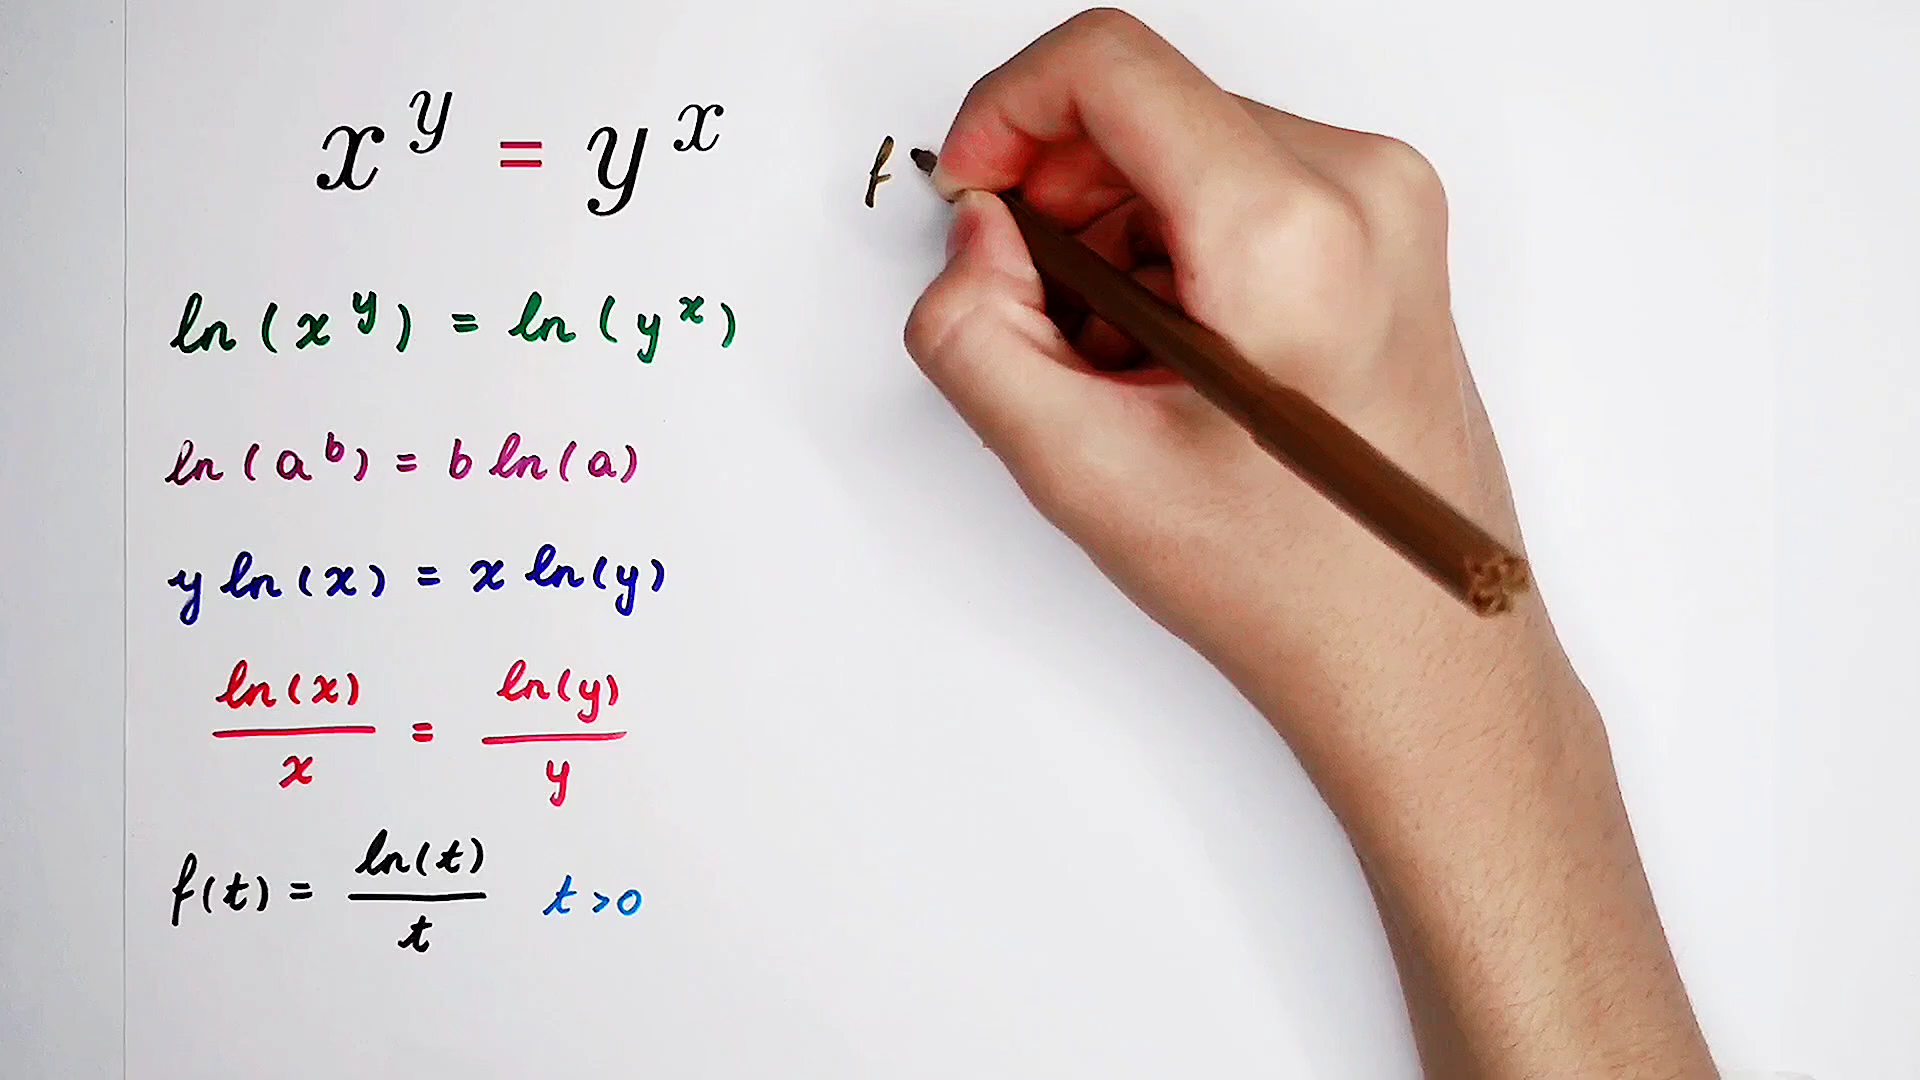 x^y = y^x
ln(x^y) = ln(y^x)
ln(a^b) = b ln(a)
y ln(x) = x ln(y)
ln(x)/x = ln(y)/y
f(t) = ln(t)/t t>0
f